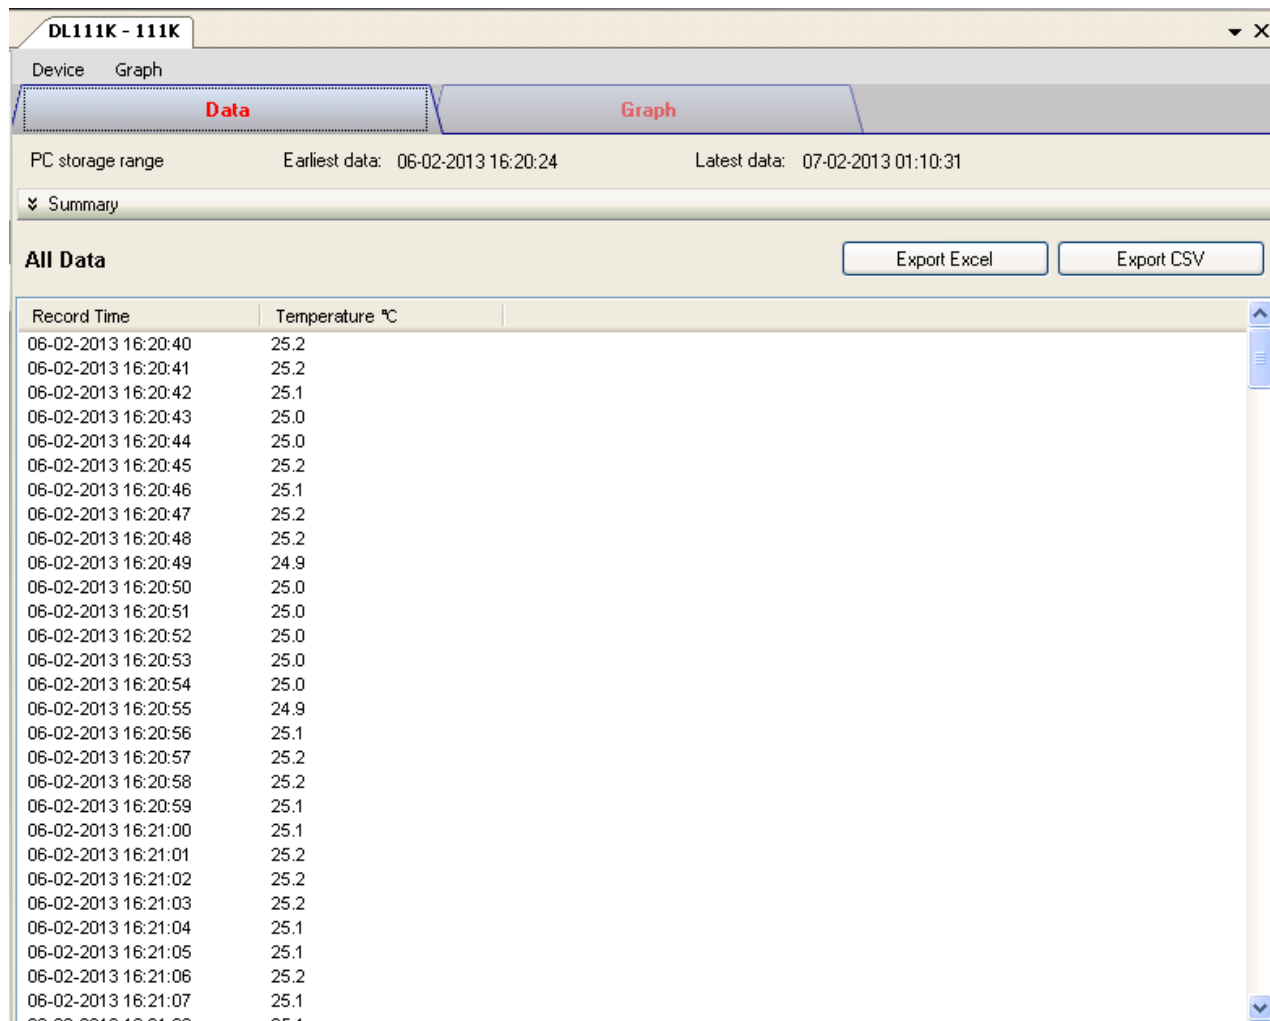 DL111K - 111K
Device Graph
Data Graph
PC storage range Earliest data: 06-02-2013 16:20:24 Latest data: 07-02-2013 01:10:31
Summary
All Data Export Excel Export CSV
Record Time Temperature ℃
06-02-2013 16:20:40 25.2
06-02-2013 16:20:41 25.2
06-02-2013 16:20:42 25.1
06-02-2013 16:20:43 25.0
06-02-2013 16:20:44 25.0
06-02-2013 16:20:45 25.2
06-02-2013 16:20:46 25.1
06-02-2013 16:20:47 25.2
06-02-2013 16:20:48 25.2
06-02-2013 16:20:49 24.9
06-02-2013 16:20:50 25.0
06-02-2013 16:20:51 25.0
06-02-2013 16:20:52 25.0
06-02-2013 16:20:53 25.0
06-02-2013 16:20:54 25.0
06-02-2013 16:20:55 24.9
06-02-2013 16:20:56 25.1
06-02-2013 16:20:57 25.2
06-02-2013 16:20:58 25.2
06-02-2013 16:20:59 25.1
06-02-2013 16:21:00 25.1
06-02-2013 16:21:01 25.2
06-02-2013 16:21:02 25.2
06-02-2013 16:21:03 25.2
06-02-2013 16:21:04 25.1
06-02-2013 16:21:05 25.1
06-02-2013 16:21:06 25.2
06-02-2013 16:21:07 25.1